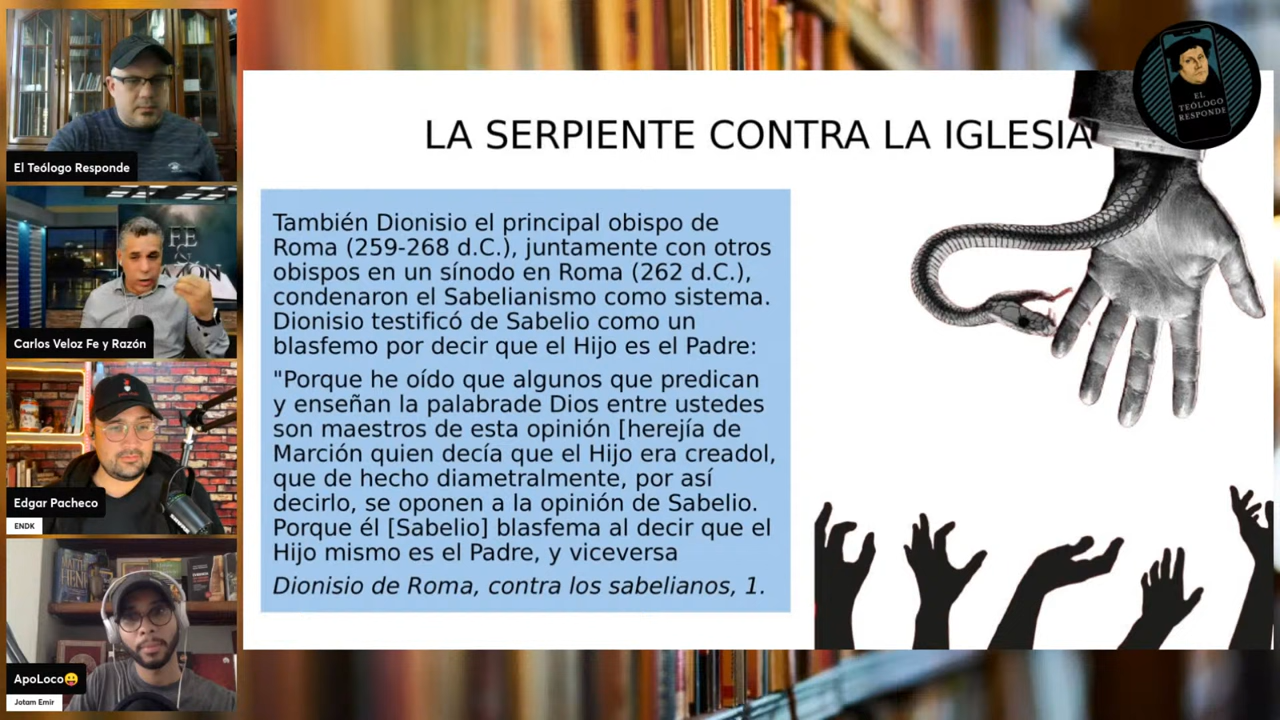 El Teólogo Responde
FE
&
RAZÓN
Carlos Veloz Fe y Razón
Edgar Pacheco
ENDK
MATTHEW
HENRY
ApoLoco😛
Jotam Emir
LA SERPIENTE CONTRA LA IGLESIA
También Dionisio el principal obispo de
Roma (259-268 d.C.), juntamente con otros
obispos en un sínodo en Roma (262 d.C.),
condenaron el Sabelianismo como sistema.
Dionisio testificó de Sabelio como un
blasfemo por decir que el Hijo es el Padre:
"Porque he oído que algunos que predican
y enseñan la palabrade Dios entre ustedes
son maestros de esta opinión [herejía de
Marción quien decía que el Hijo era creadol,
que de hecho diametralmente, por así
decirlo, se oponen a la opinión de Sabelio.
Porque él [Sabelio] blasfema al decir que el
Hijo mismo es el Padre, y viceversa
Dionisio de Roma, contra los sabelianos, 1.
EL
TEÓLOGO
RESPONDE